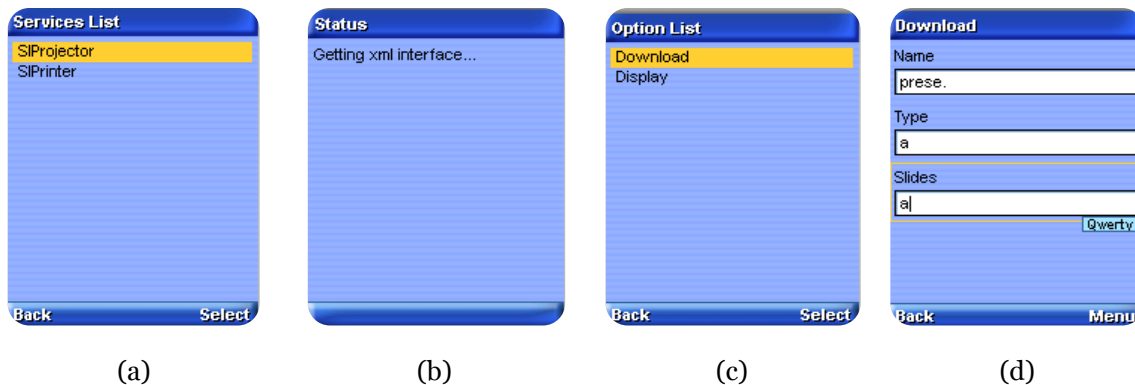 Services List
SIProjector
SIPrinter
Back Select
(a)
Status
Getting xml interface...
(b)
Option List
Download
Display
Back Select
(c)
Download
Name
prese.
Type
a
Slides
a
Qwerty
Back Menu
(d)